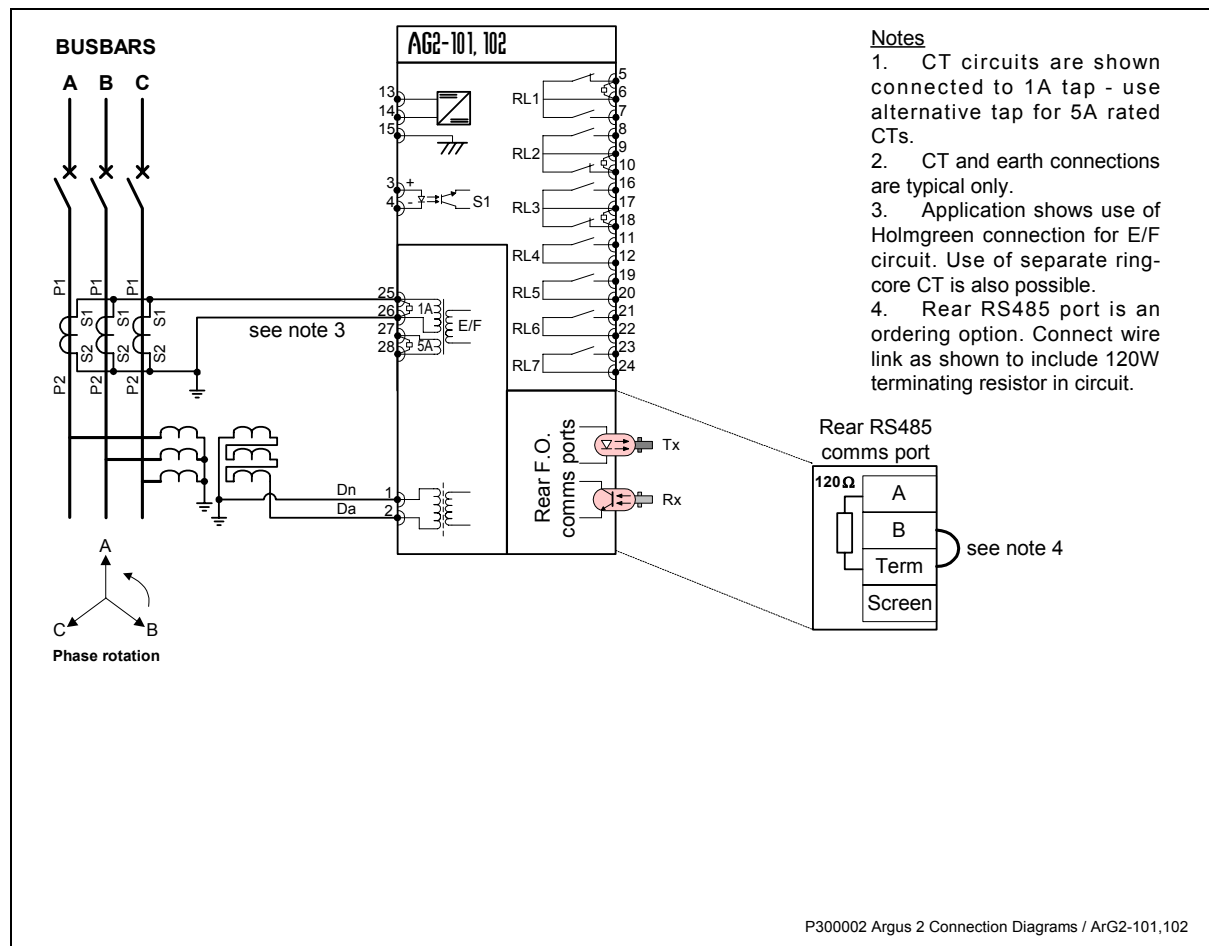 BUSBARS
A B C
AG2-101, 102
13
14
15
3 +
4 -
S1
RL1
RL2
RL3
RL4
RL5
RL6
RL7
5
6
7
8
9
10
16
17
18
11
12
19
20
21
22
23
24
P1 P1 P1
S1 S1 S1
S2 S2 S2
P2 P2 P2
see note 3
25
26
27
28
1A
5A
E/F
Dn 1
Da 2
Rear F.O.
comms ports
Tx
Rx
A
C
B
Phase rotation
Notes
1. CT circuits are shown
connected to 1A tap - use
alternative tap for 5A rated
CTs.
2. CT and earth connections
are typical only.
3. Application shows use of
Holmgreen connection for E/F
circuit. Use of separate ring-
core CT is also possible.
4. Rear RS485 port is an
ordering option. Connect wire
link as shown to include 120W
terminating resistor in circuit.
Rear RS485
comms port
120Ω
A
B
Term
Screen
see note 4
P300002 Argus 2 Connection Diagrams / ArG2-101,102